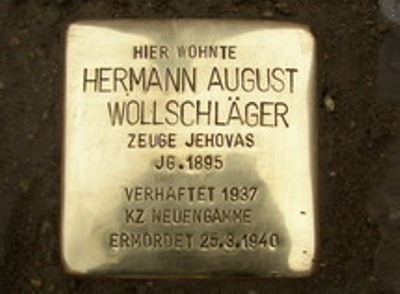 HIER WOHNTE
HERMANN AUGUST
WOLLSCHLÄGER
ZEUGE JEHOVAS
JG.1895
VERHAFTET 1937
KZ NEUENGAMME
ERMORDET 25.3.1940